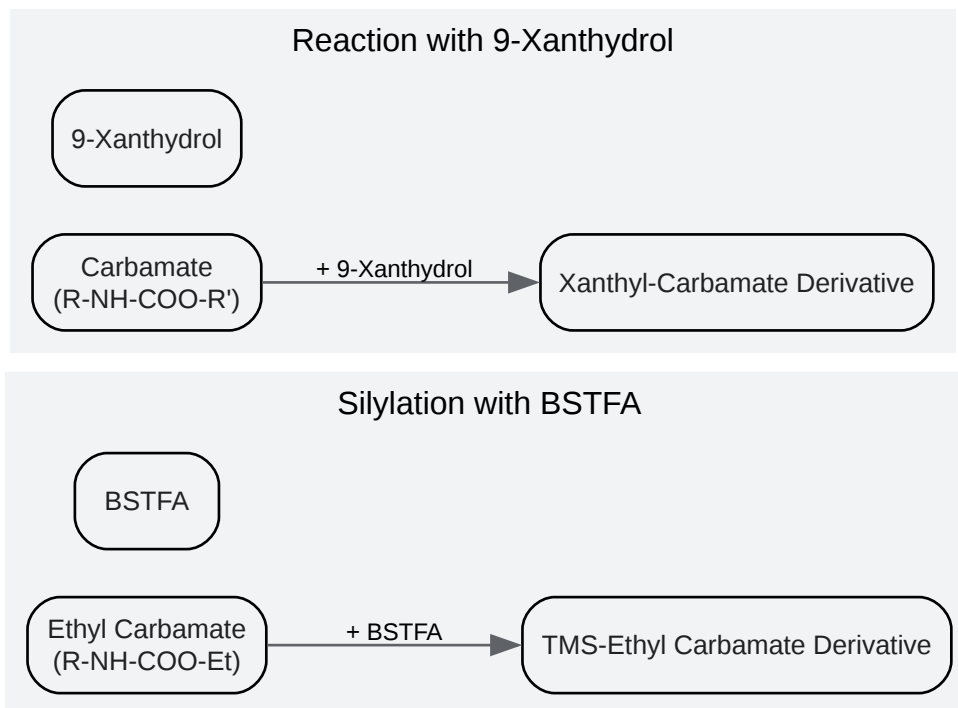 Reaction with 9-Xanthydrol
9-Xanthydrol
Carbamate
(R-NH-COO-R')
+ 9-Xanthydrol
Xanthyl-Carbamate Derivative
Silylation with BSTFA
BSTFA
Ethyl Carbamate
(R-NH-COO-Et)
+ BSTFA
TMS-Ethyl Carbamate Derivative